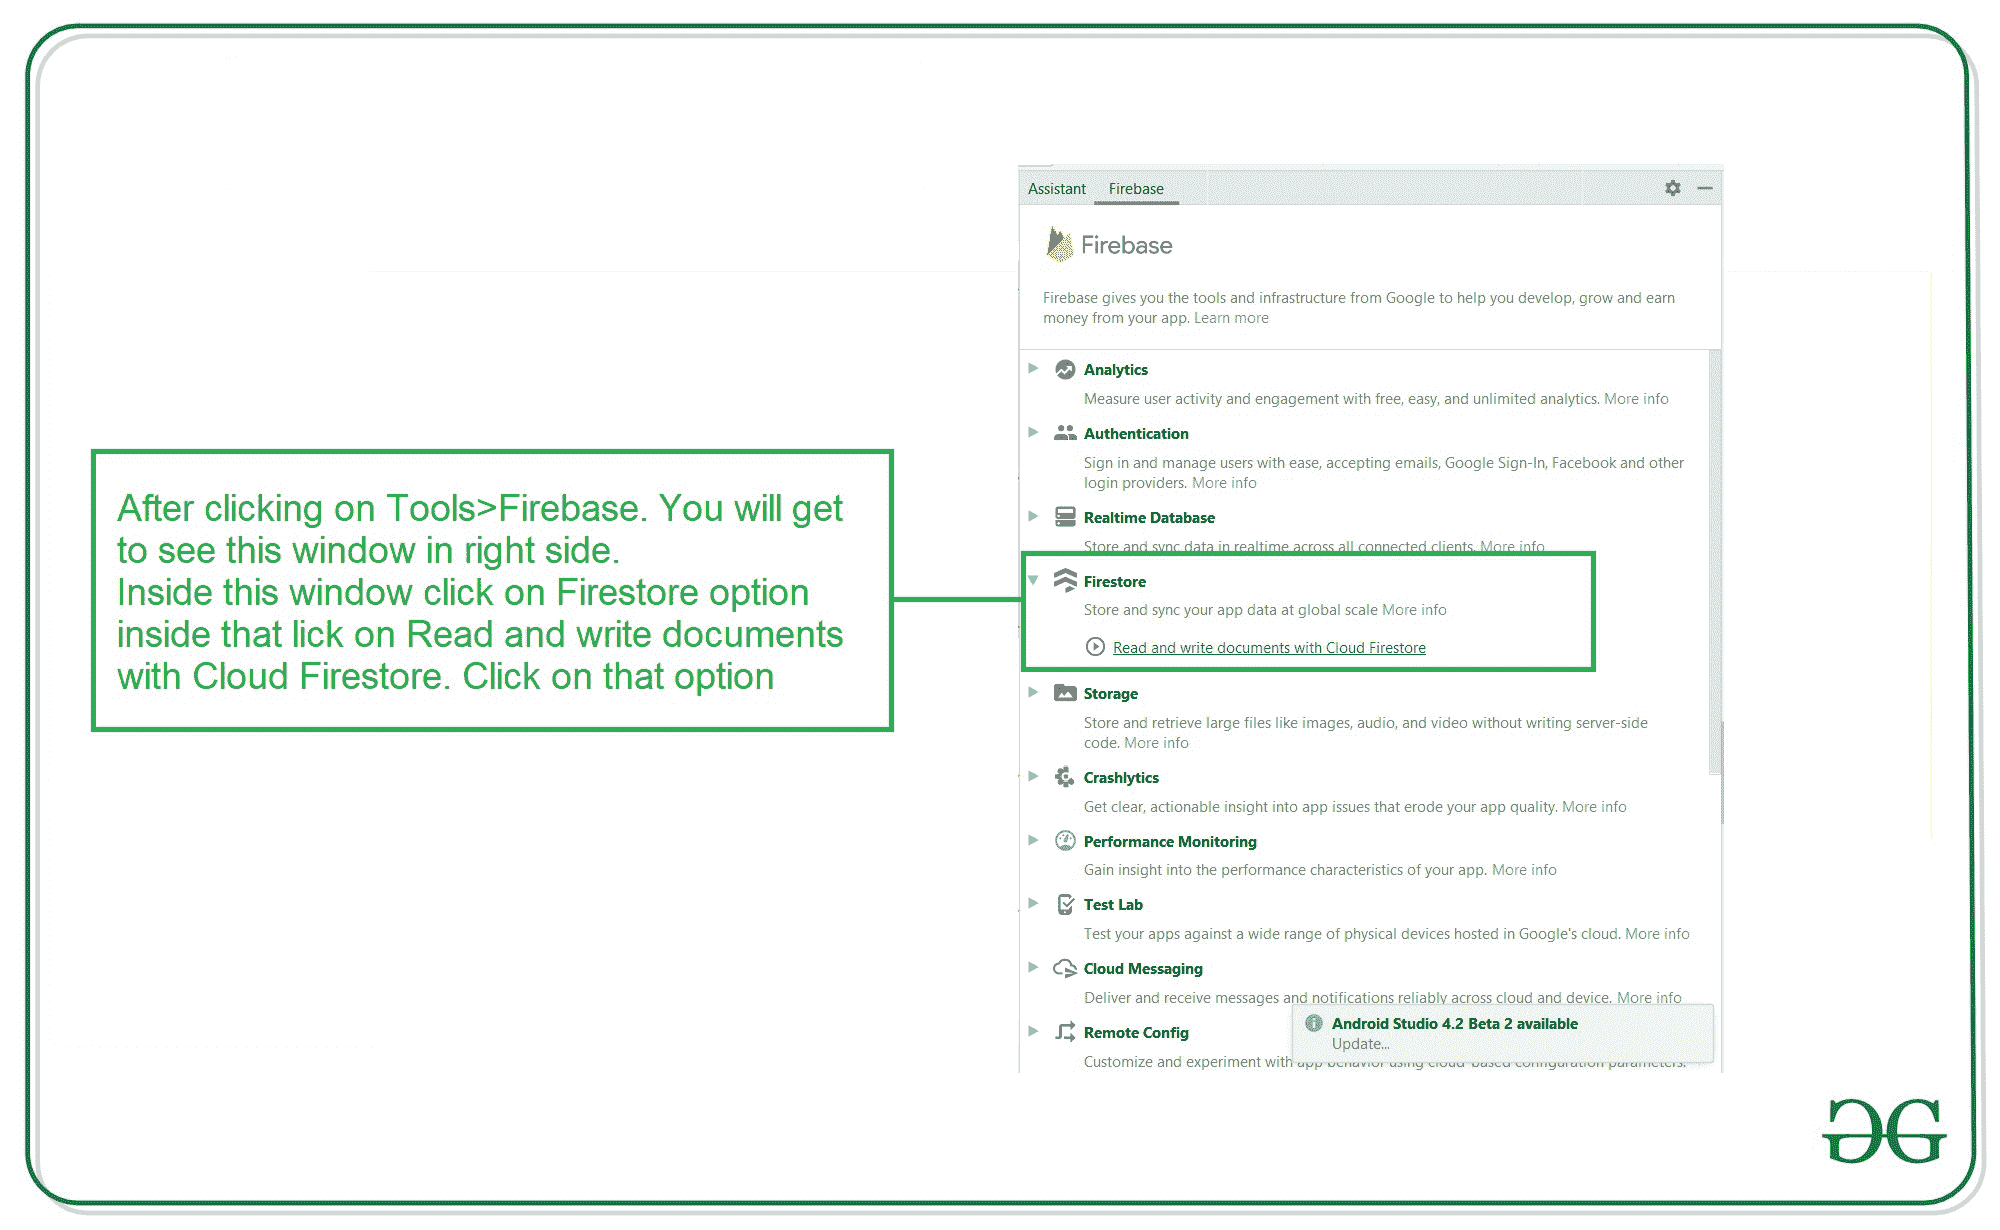 After clicking on Tools>Firebase. You will get
to see this window in right side.
Inside this window click on Firestore option
inside that lick on Read and write documents
with Cloud Firestore. Click on that option
Assistant Firebase
Firebase
Firebase gives you the tools and infrastructure from Google to help you develop, grow and earn
money from your app. Learn more
Analytics
Measure user activity and engagement with free, easy, and unlimited analytics. More info
Authentication
Sign in and manage users with ease, accepting emails, Google Sign-In, Facebook and other
login providers. More info
Realtime Database
Store and sync data in realtime across all connected clients. More info
Firestore
Store and sync your app data at global scale More info
Read and write documents with Cloud Firestore
Storage
Store and retrieve large files like images, audio, and video without writing server-side
code. More info
Crashlytics
Get clear, actionable insight into app issues that erode your app quality. More info
Performance Monitoring
Gain insight into the performance characteristics of your app. More info
Test Lab
Test your apps against a wide range of physical devices hosted in Google's cloud. More info
Cloud Messaging
Deliver and receive messages and notifications reliably across cloud and device. More info
Remote Config
Customize and experiment with app behavior using cloud-based configuration parameters.
Android Studio 4.2 Beta 2 available
Update...